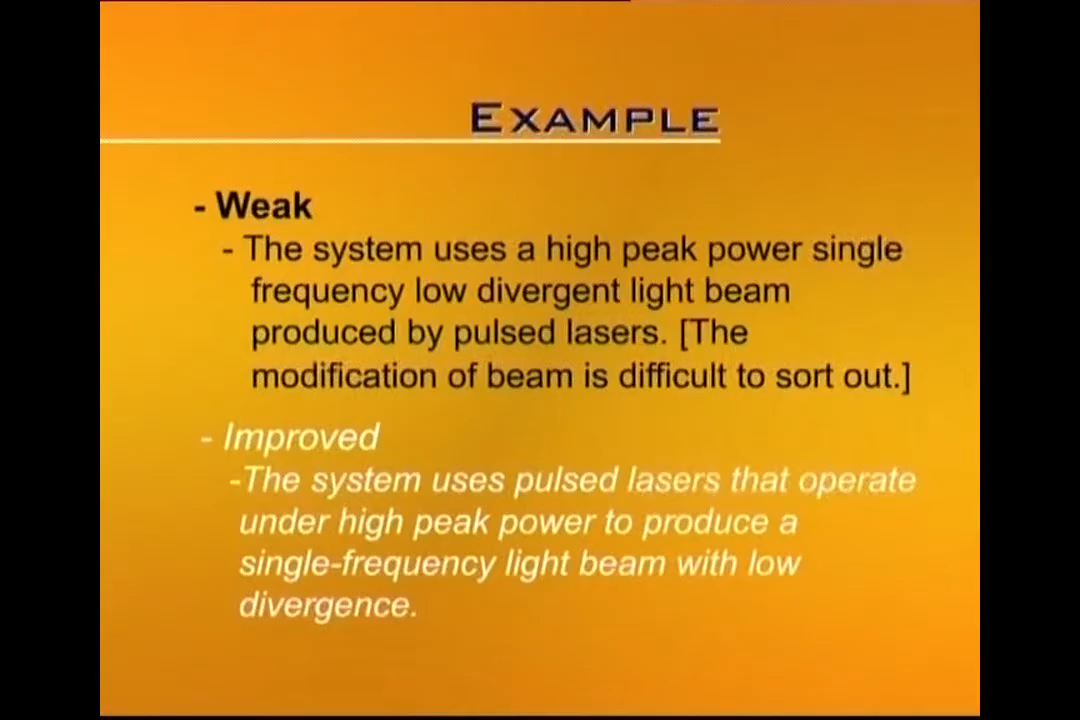 EXAMPLE
- Weak
- The system uses a high peak power single
frequency low divergent light beam
produced by pulsed lasers. [The
modification of beam is difficult to sort out.]
- Improved
-The system uses pulsed lasers that operate
under high peak power to produce a
single-frequency light beam with low
divergence.